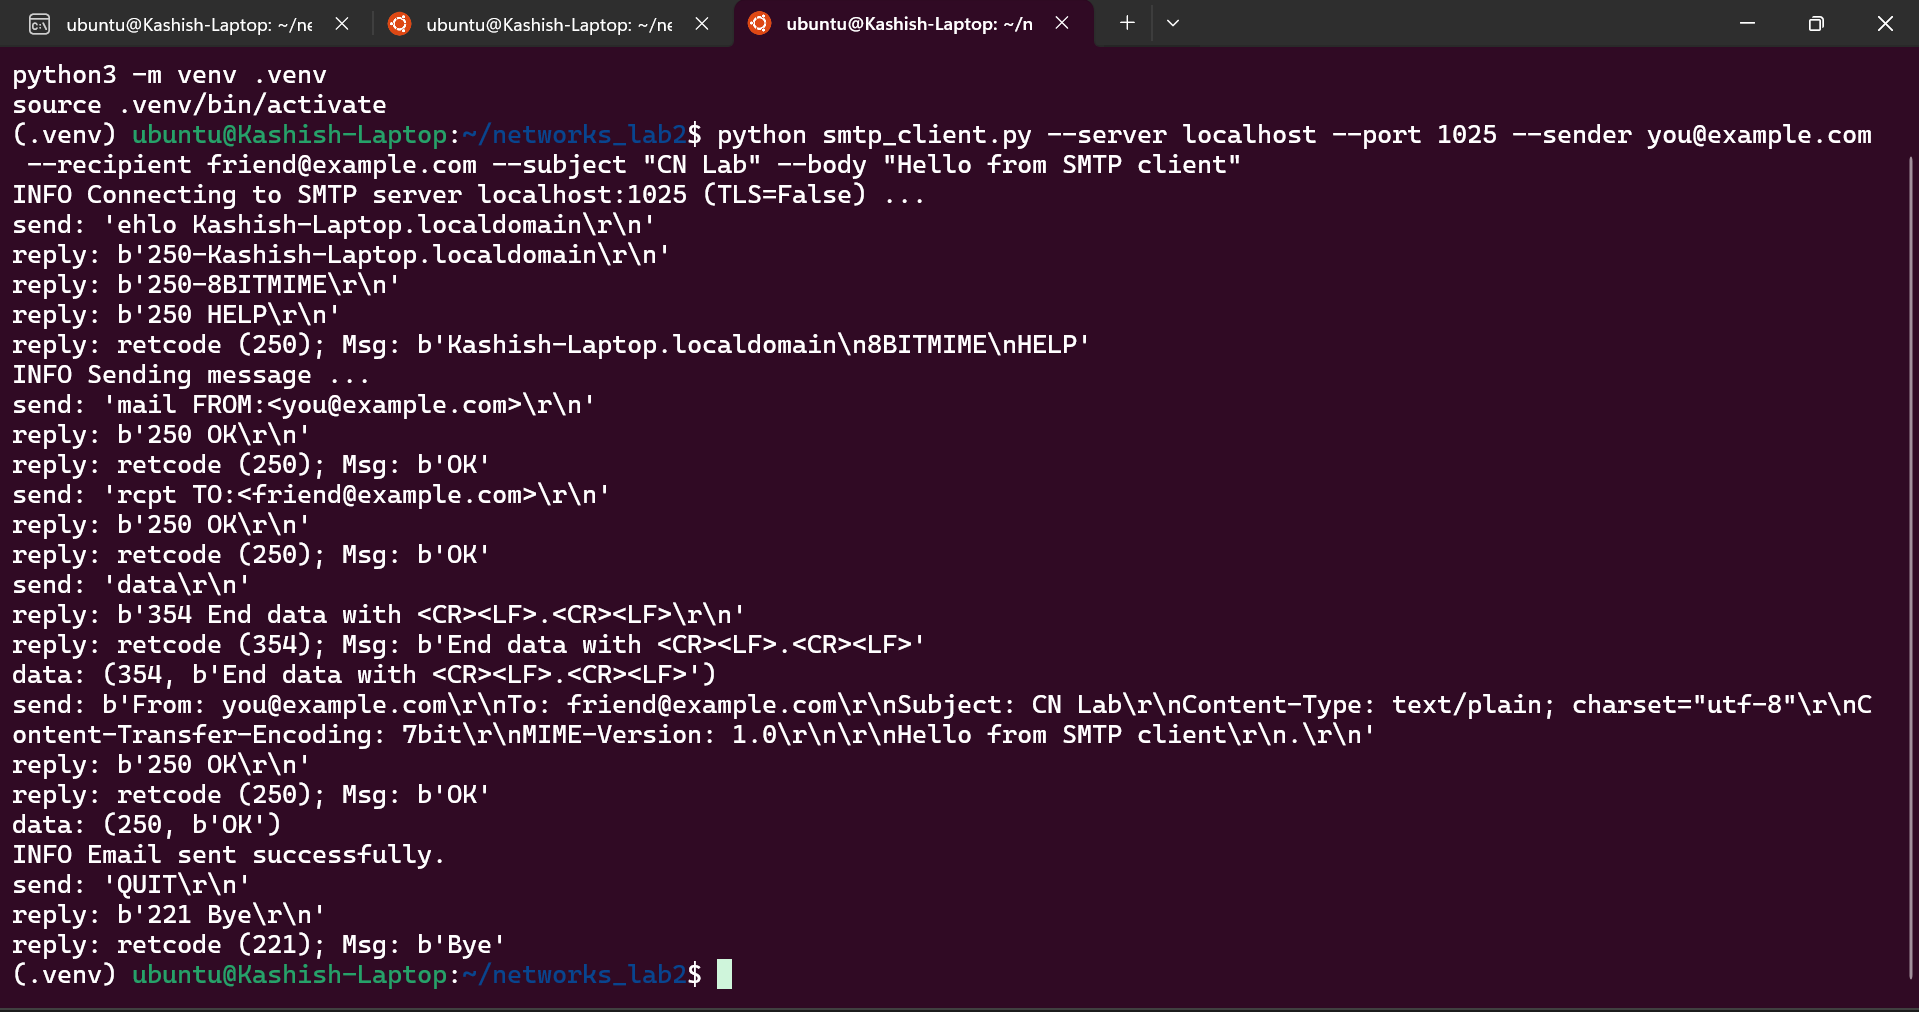 ubuntu@Kashish-Laptop: ~/ne
ubuntu@Kashish-Laptop: ~/ne
ubuntu@Kashish-Laptop: ~/n
python3 -m venv .venv
source .venv/bin/activate
(.venv) ubuntu@Kashish-Laptop:~/networks_lab2$ python smtp_client.py --server localhost --port 1025 --sender you@example.com
 --recipient friend@example.com --subject "CN Lab" --body "Hello from SMTP client"
INFO Connecting to SMTP server localhost:1025 (TLS=False) ...
send: 'ehlo Kashish-Laptop.localdomain\r\n'
reply: b'250-Kashish-Laptop.localdomain\r\n'
reply: b'250-8BITMIME\r\n'
reply: b'250 HELP\r\n'
reply: retcode (250); Msg: b'Kashish-Laptop.localdomain\n8BITMIME\nHELP'
INFO Sending message ...
send: 'mail FROM:<you@example.com>\r\n'
reply: b'250 OK\r\n'
reply: retcode (250); Msg: b'OK'
send: 'rcpt TO:<friend@example.com>\r\n'
reply: b'250 OK\r\n'
reply: retcode (250); Msg: b'OK'
send: 'data\r\n'
reply: b'354 End data with <CR><LF>.<CR><LF>\r\n'
reply: retcode (354); Msg: b'End data with <CR><LF>.<CR><LF>'
data: (354, b'End data with <CR><LF>.<CR><LF>')
send: b'From: you@example.com\r\nTo: friend@example.com\r\nSubject: CN Lab\r\nContent-Type: text/plain; charset="utf-8"\r\nC
ontent-Transfer-Encoding: 7bit\r\nMIME-Version: 1.0\r\n\r\nHello from SMTP client\r\n.\r\n'
reply: b'250 OK\r\n'
reply: retcode (250); Msg: b'OK'
data: (250, b'OK')
INFO Email sent successfully.
send: 'QUIT\r\n'
reply: b'221 Bye\r\n'
reply: retcode (221); Msg: b'Bye'
(.venv) ubuntu@Kashish-Laptop:~/networks_lab2$